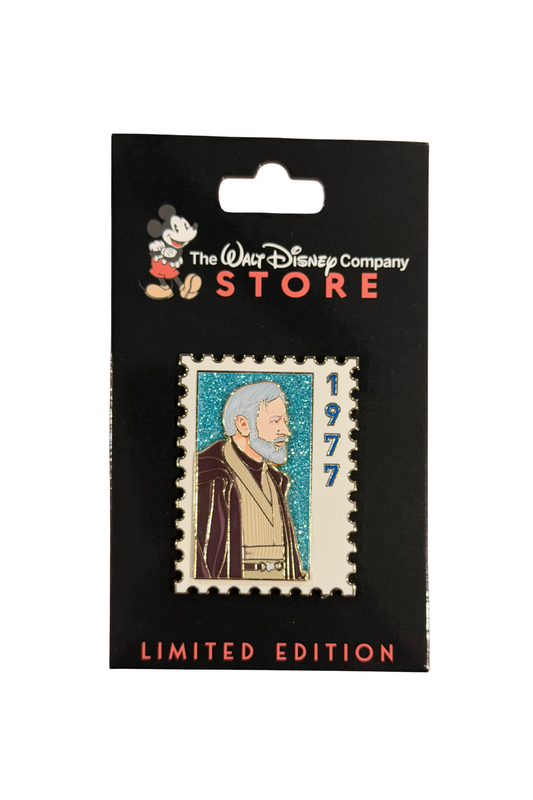 The WALT DISNEY Company
STORE
1977
LIMITED EDITION